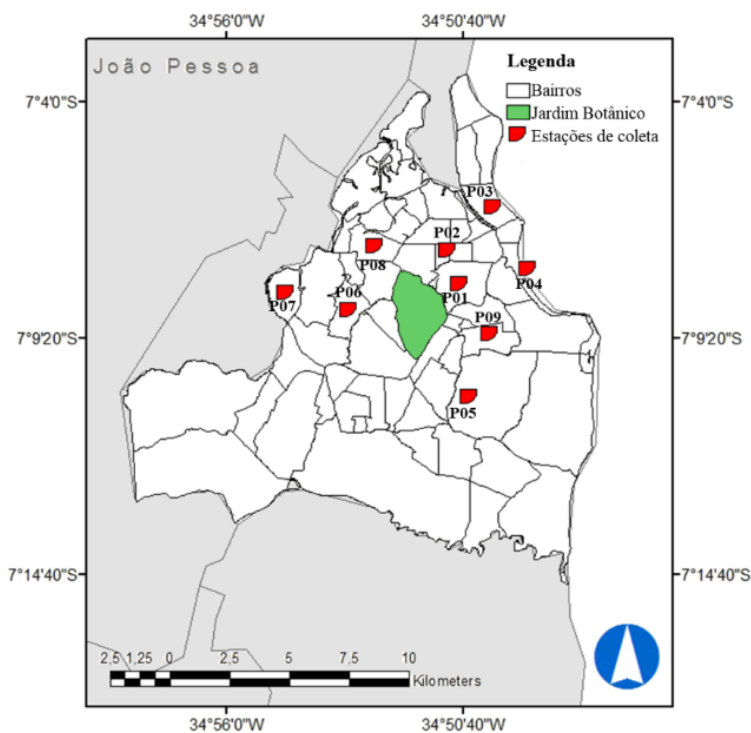 34°56'0"W 34°50'40"W
João Pessoa
Legenda
Bairros
Jardim Botânico
Estações de coleta
7°4'0"S 7°4'0"S
P03
P02
P08
P01
P04
P06
P07
P09
7°9'20"S 7°9'20"S
P05
7°14'40"S 7°14'40"S
2,5 1,25 0 2,5 5 7,5 10
Kilometers
34°56'0"W 34°50'40"W